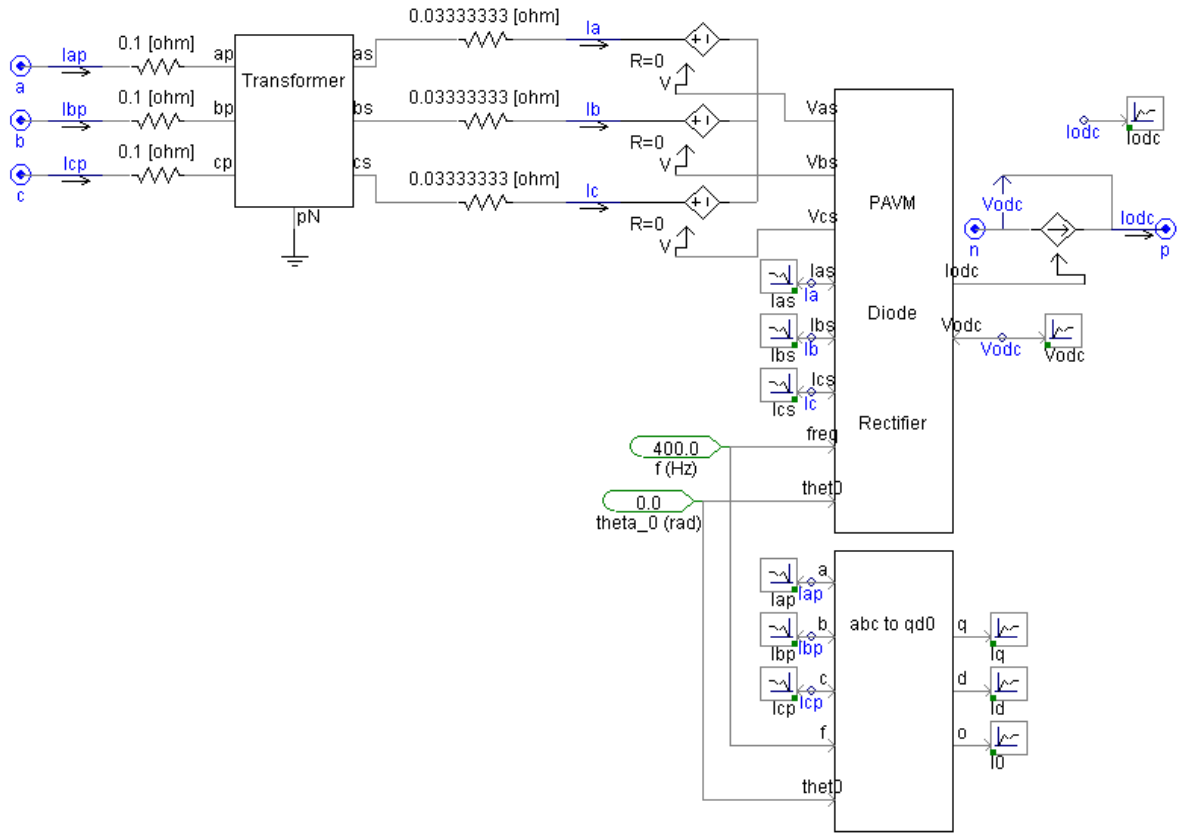 0.03333333 [ohm]
Ia
0.1 [ohm]
Iap
ap
as
a
Transformer
R=0
V
0.1 [ohm]
Ibp
bp
bs
b
0.03333333 [ohm]
Ib
R=0
V
0.1 [ohm]
Icp
cp
cs
c
0.03333333 [ohm]
Ic
R=0
V
pN
Vas
Vbs
Vcs
PAVM
Diode
Rectifier
Ias
Ias
Ia
Ibs
Ibs
Ib
Ics
Ics
Ic
freq
400.0
f (Hz)
thet0
0.0
theta_0 (rad)
Iodc
Iodc
Vodc
Iodc
n
p
Iodc
Vodc
Vodc
Vodc
a
Iap
Iap
b
Ibp
Ibp
c
Icp
Icp
f
thet0
abc to qd0
q
Iq
d
Id
o
I0